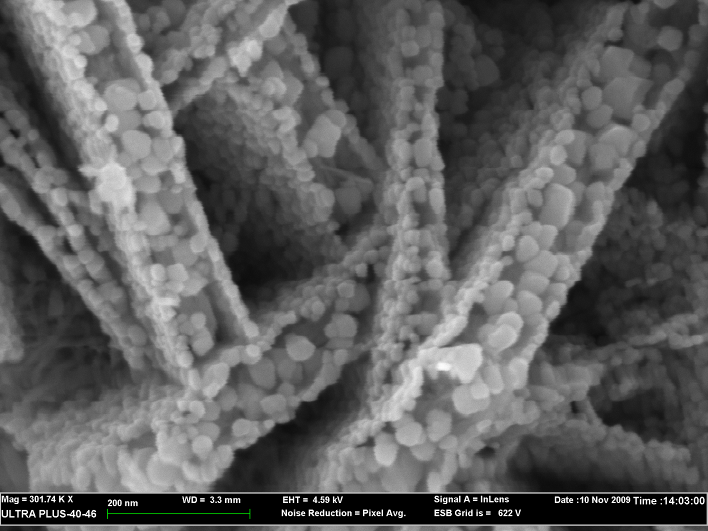 Mag = 301.74 K X 200 nm WD = 3.3 mm EHT = 4.59 kV Signal A = InLens Date :10 Nov 2009 Time :14:03:00
ULTRA PLUS-40-46 Noise Reduction = Pixel Avg. ESB Grid is = 622 V